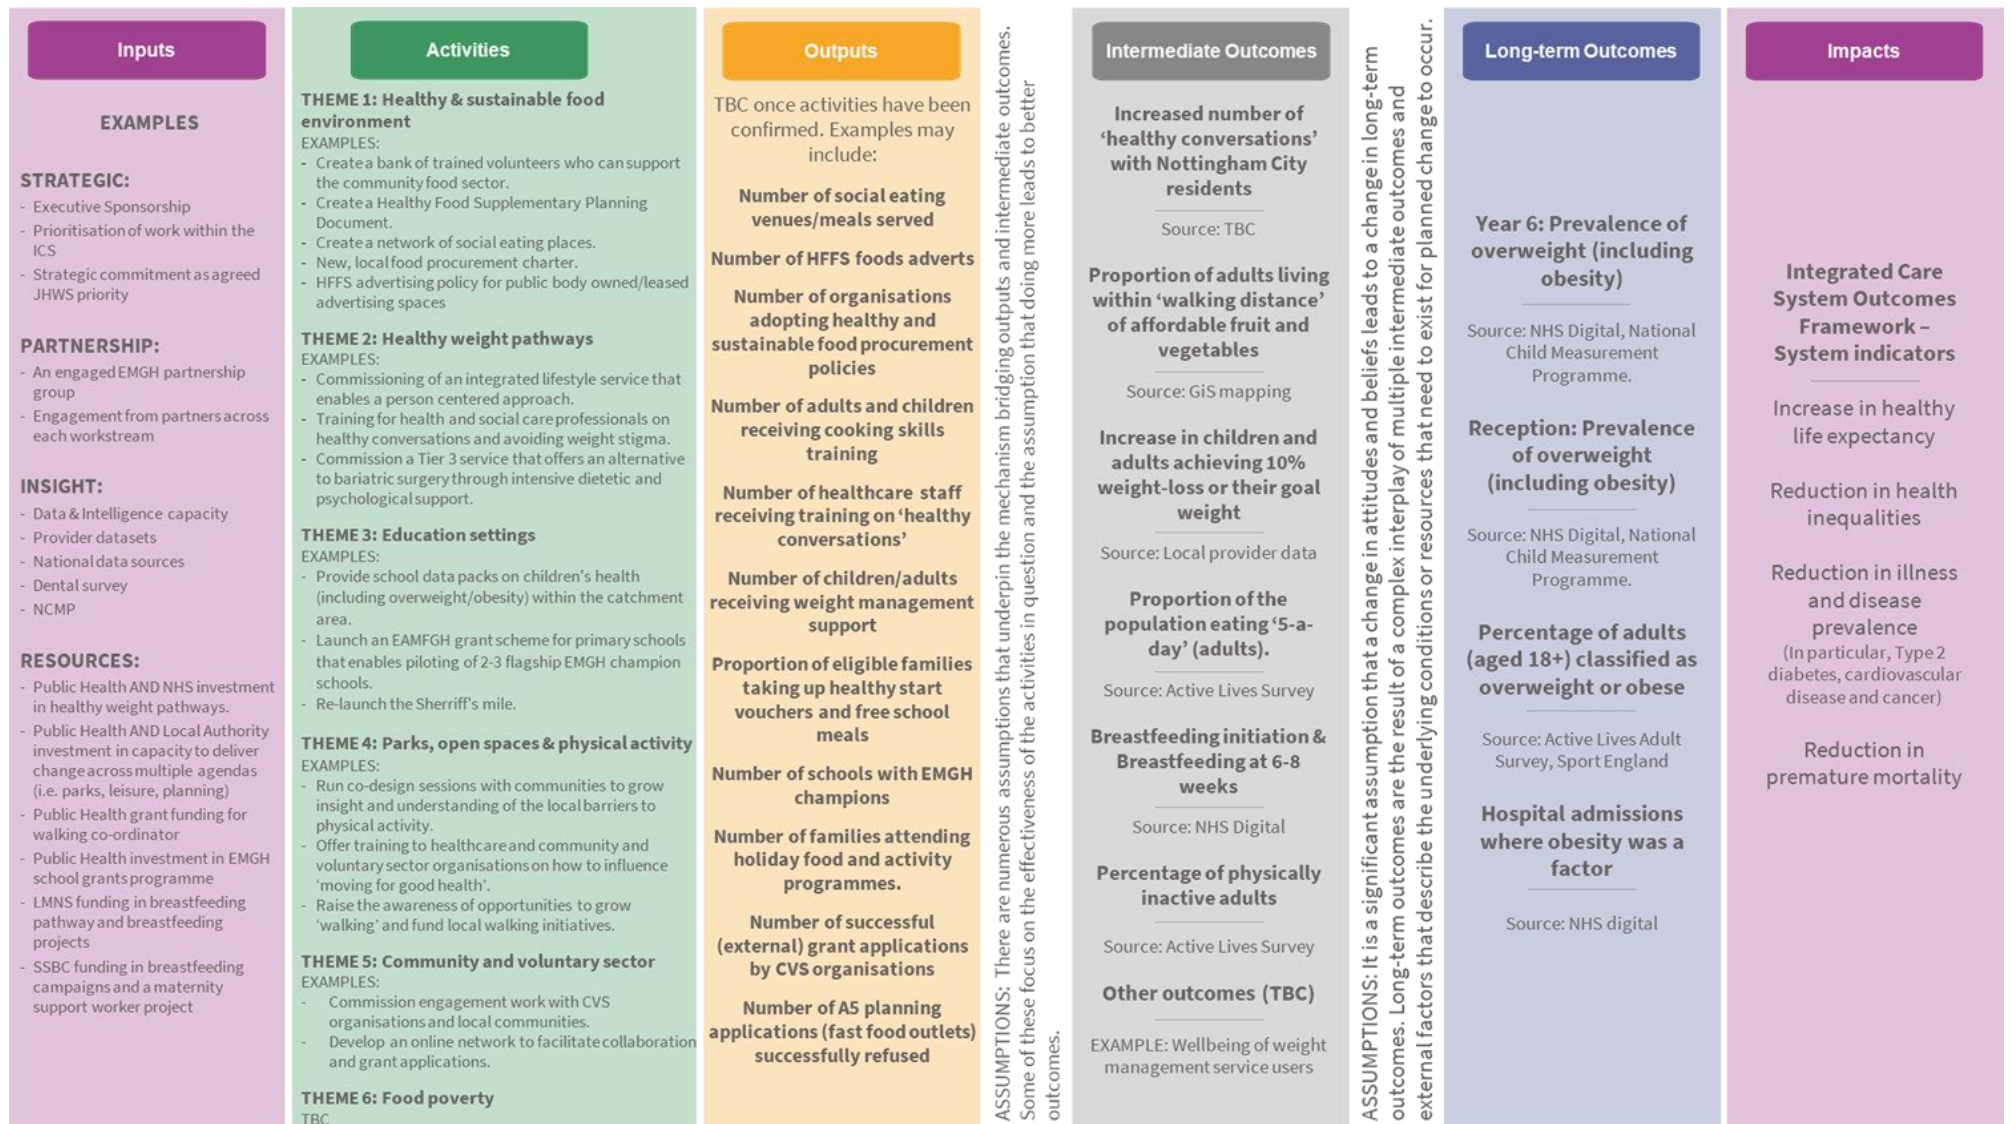 Inputs
EXAMPLES
STRATEGIC:
- Executive Sponsorship
- Prioritisation of work within the
ICS
- Strategic commitment as agreed
JHWS priority
PARTNERSHIP:
- An engaged EMGH partnership
group
- Engagement from partners across
each workstream
INSIGHT:
- Data & Intelligence capacity
- Provider datasets
- National data sources
- Dental survey
- NCMP
RESOURCES:
- Public Health AND NHS investment
in healthy weight pathways.
- Public Health AND Local Authority
investment in capacity to deliver
change across multiple agendas
(i.e. parks, leisure, planning)
- Public Health grant funding for
walking co-ordinator
- Public Health investment in EMGH
school grants programme
- LMNS funding in breastfeeding
pathway and breastfeeding
projects
- SSBC funding in breastfeeding
campaigns and a maternity
support worker project
Activities
THEME 1: Healthy & sustainable food
environment
EXAMPLES:
- Create a bank of trained volunteers who can support
the community food sector.
- Create a Healthy Food Supplementary Planning
Document.
- Create a network of social eating places.
- New, local food procurement charter.
- HFFS advertising policy for public body owned/leased
advertising spaces
THEME 2: Healthy weight pathways
EXAMPLES:
- Commissioning of an integrated lifestyle service that
enables a person centered approach.
- Training for health and social care professionals on
healthy conversations and avoiding weight stigma.
- Commission a Tier 3 service that offers an alternative
to bariatric surgery through intensive dietetic and
psychological support.
THEME 3: Education settings
EXAMPLES:
- Provide school data packs on children's health
(including overweight/obesity) within the catchment
area.
- Launch an EAMFGH grant scheme for primary schools
that enables piloting of 2-3 flagship EMGH champion
schools.
- Re-launch the Sherriff's mile.
THEME 4: Parks, open spaces & physical activity
EXAMPLES:
- Run co-design sessions with communities to grow
insight and understanding of the local barriers to
physical activity.
- Offer training to healthcare and community and
voluntary sector organisations on how to influence
‘moving for good health’.
- Raise the awareness of opportunities to grow
‘walking’ and fund local walking initiatives.
THEME 5: Community and voluntary sector
EXAMPLES:
- Commission engagement work with CVS
organisations and local communities.
- Develop an online network to facilitate collaboration
and grant applications.
THEME 6: Food poverty
TBC
Outputs
TBC once activities have been
confirmed. Examples may
include:
Number of social eating
venues/meals served
Number of HFFS foods adverts
Number of organisations
adopting healthy and
sustainable food procurement
policies
Number of adults and children
receiving cooking skills
training
Number of healthcare staff
receiving training on ‘healthy
conversations’
Number of children/adults
receiving weight management
support
Proportion of eligible families
taking up healthy start
vouchers and free school
meals
Number of schools with EMGH
champions
Number of families attending
holiday food and activity
programmes.
Number of successful
(external) grant applications
by CVS organisations
Number of A5 planning
applications (fast food outlets)
successfully refused
ASSUMPTIONS: There are numerous assumptions that underpin the mechanism bridging outputs and intermediate outcomes.
Some of these focus on the effectiveness of the activities in question and the assumption that doing more leads to better
outcomes.
Intermediate Outcomes
Increased number of
‘healthy conversations’
with Nottingham City
residents
Source: TBC
Proportion of adults living
within ‘walking distance’
of affordable fruit and
vegetables
Source: GiS mapping
Increase in children and
adults achieving 10%
weight-loss or their goal
weight
Source: Local provider data
Proportion of the
population eating ‘5-a-
day’ (adults).
Source: Active Lives Survey
Breastfeeding initiation &
Breastfeeding at 6-8
weeks
Source: NHS Digital
Percentage of physically
inactive adults
Source: Active Lives Survey
Other outcomes (TBC)
EXAMPLE: Wellbeing of weight
management service users
ASSUMPTIONS: It is a significant assumption that a change in attitudes and beliefs leads to a change in long-term
outcomes. Long-term outcomes are the result of a complex interplay of multiple intermediate outcomes and
external factors that describe the underlying conditions or resources that need to exist for planned change to occur.
Long-term Outcomes
Year 6: Prevalence of
overweight (including
obesity)
Source: NHS Digital, National
Child Measurement
Programme.
Reception: Prevalence
of overweight
(including obesity)
Source: NHS Digital, National
Child Measurement
Programme.
Percentage of adults
(aged 18+) classified as
overweight or obese
Source: Active Lives Adult
Survey, Sport England
Hospital admissions
where obesity was a
factor
Source: NHS digital
Impacts
Integrated Care
System Outcomes
Framework –
System indicators
Increase in healthy
life expectancy
Reduction in health
inequalities
Reduction in illness
and disease
prevalence
(In particular, Type 2
diabetes, cardiovascular
disease and cancer)
Reduction in
premature mortality